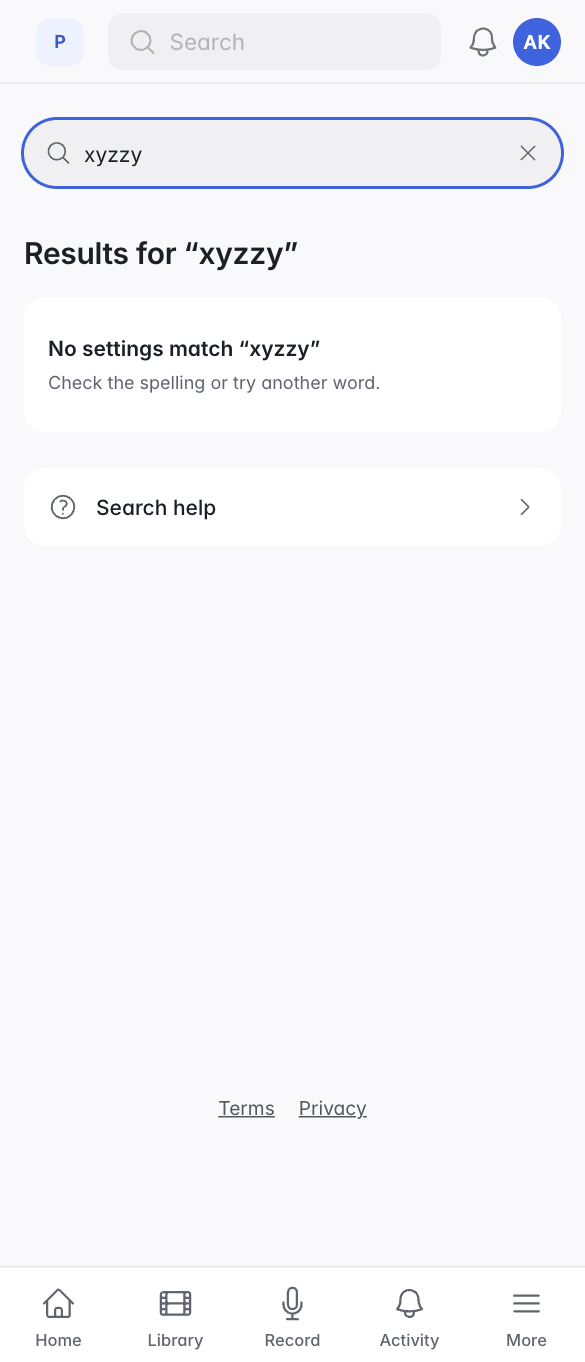 P
Search
AK
xyzzy
Results for “xyzzy”
No settings match “xyzzy”
Check the spelling or try another word.
Search help
Terms Privacy
Home Library Record Activity More